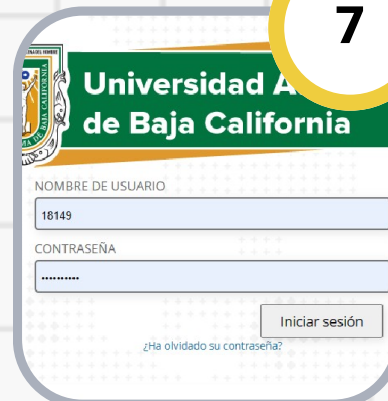 7
Universidad
de Baja California
NOMBRE DE USUARIO
18149
CONTRASEÑA
..........
Iniciar sesión
¿Ha olvidado su contraseña?